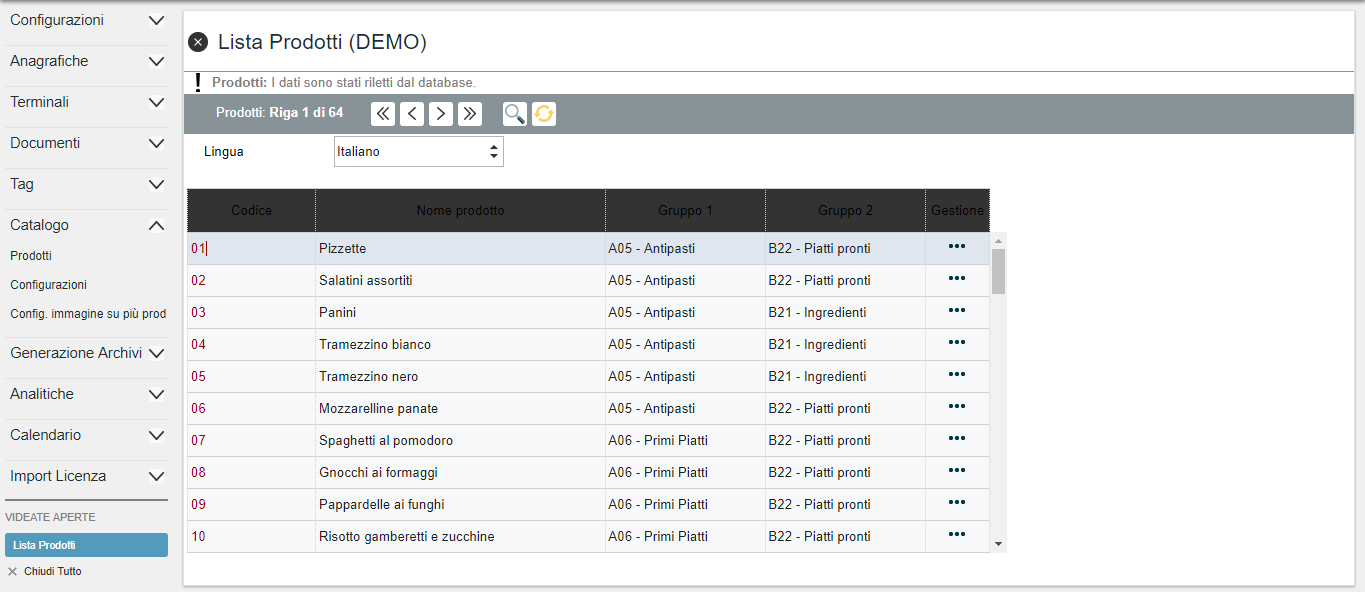 Configurazioni
Anagrafiche
Terminali
Documenti
Tag
Catalogo
Prodotti
Configurazioni
Config. immagine su più prod
Generazione Archivi
Analitiche
Calendario
Import Licenza
VIDEATE APERTE
Lista Prodotti
Chiudi Tutto
Lista Prodotti (DEMO)
Prodotti: I dati sono stati riletti dal database.
Prodotti: Riga 1 di 64
Lingua Italiano
Codice Nome prodotto Gruppo 1 Gruppo 2 Gestione
01 Pizzette A05 - Antipasti B22 - Piatti pronti
02 Salatini assortiti A05 - Antipasti B22 - Piatti pronti
03 Panini A05 - Antipasti B21 - Ingredienti
04 Tramezzino bianco A05 - Antipasti B21 - Ingredienti
05 Tramezzino nero A05 - Antipasti B21 - Ingredienti
06 Mozzarelline panate A05 - Antipasti B22 - Piatti pronti
07 Spaghetti al pomodoro A06 - Primi Piatti B22 - Piatti pronti
08 Gnocchi ai formaggi A06 - Primi Piatti B22 - Piatti pronti
09 Pappardelle ai funghi A06 - Primi Piatti B22 - Piatti pronti
10 Risotto gamberetti e zucchine A06 - Primi Piatti B22 - Piatti pronti